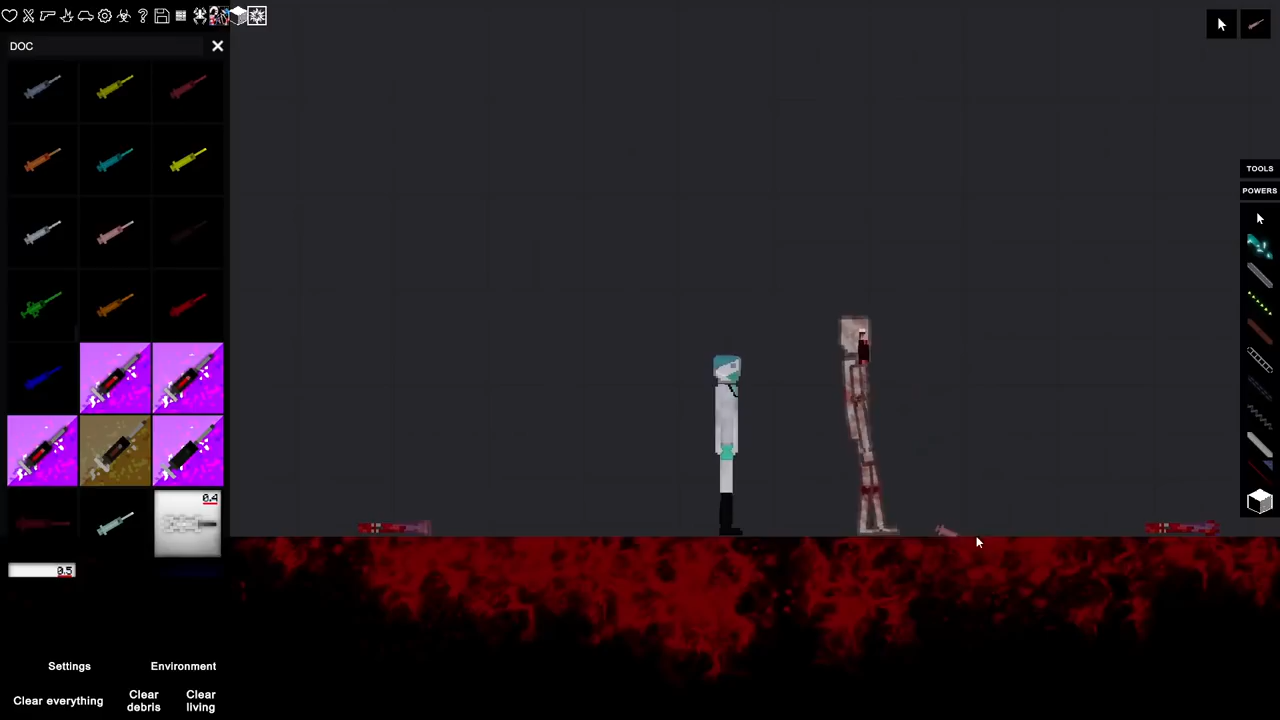 DOC
TOOLS
POWERS
0.4
0.5
Settings
Environment
Clear everything
Clear debris
Clear living